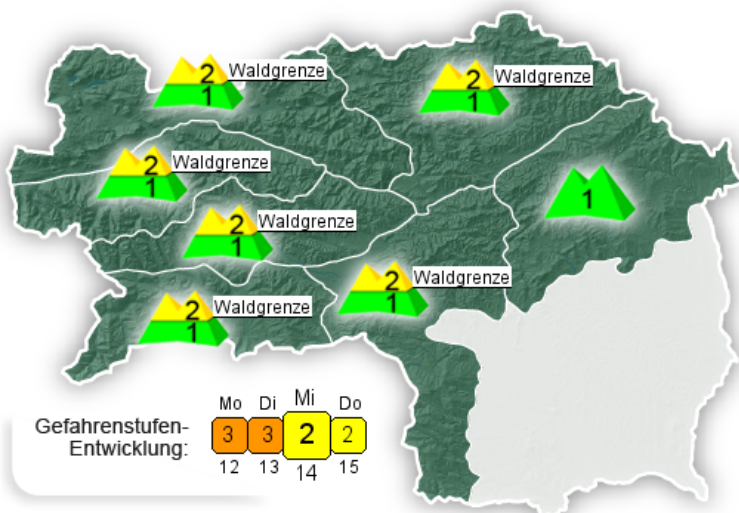 2 Waldgrenze
1
2 Waldgrenze
1
2 Waldgrenze
1
1
2 Waldgrenze
1
2 Waldgrenze
1
2 Waldgrenze
1
Mo Di Mi Do
Gefahrenstufen-
Entwicklung:
3 3 2 2
12 13 14 15